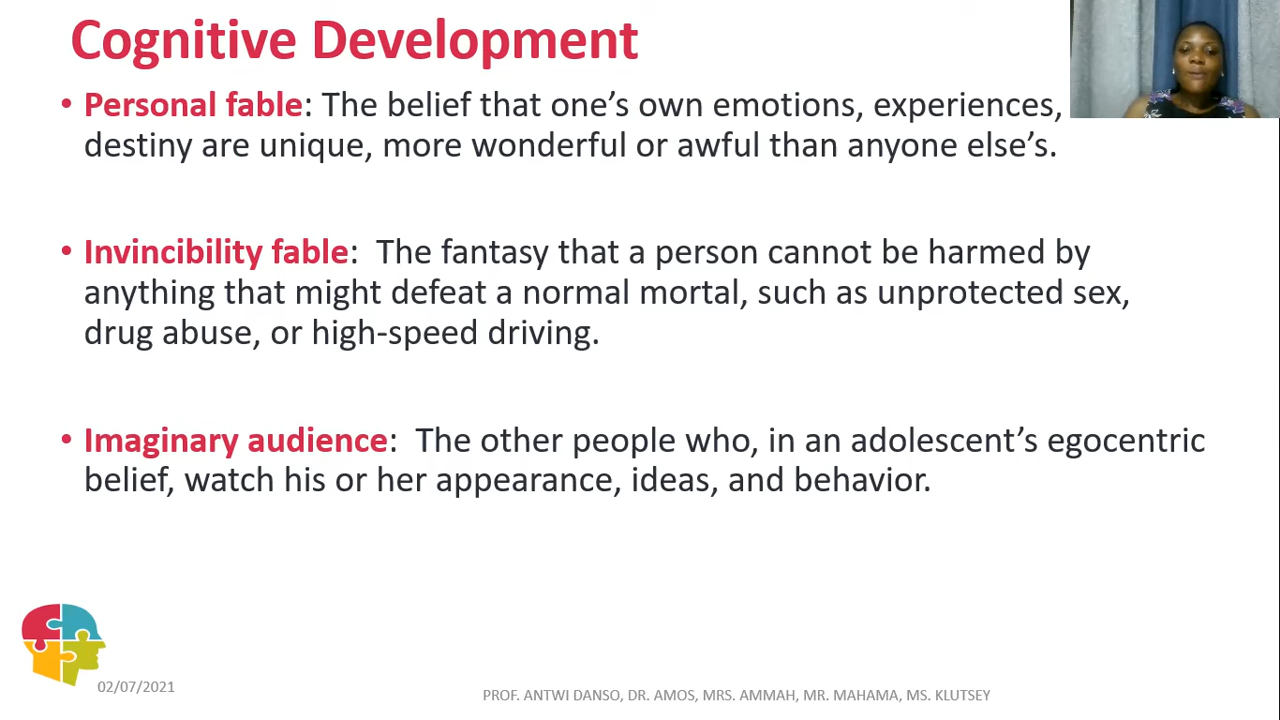 Cognitive Development
• Personal fable: The belief that one’s own emotions, experiences,
destiny are unique, more wonderful or awful than anyone else’s.
• Invincibility fable: The fantasy that a person cannot be harmed by
anything that might defeat a normal mortal, such as unprotected sex,
drug abuse, or high-speed driving.
• Imaginary audience: The other people who, in an adolescent’s egocentric
belief, watch his or her appearance, ideas, and behavior.
02/07/2021
PROF. ANTWI DANSO, DR. AMOS, MRS. AMMAH, MR. MAHAMA, MS. KLUTSEY